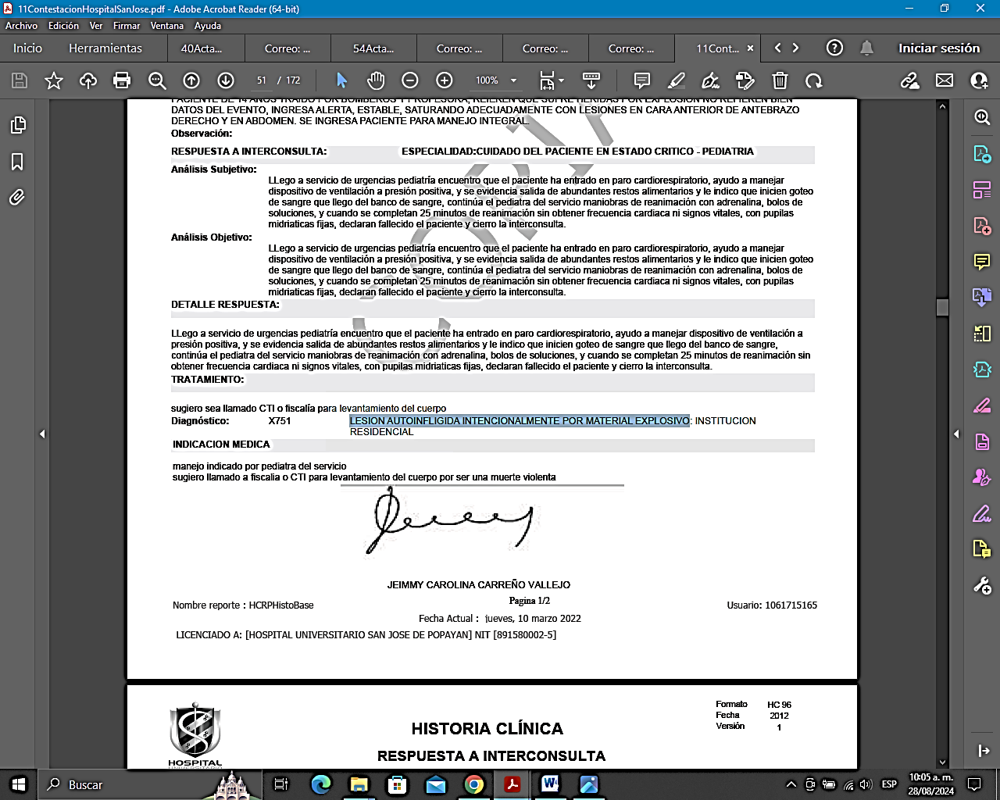 11ContestacionHospitalSanJose.pdf - Adobe Acrobat Reader (64-bit)
Archivo Edición Ver Firmar Ventana Ayuda
Inicio Herramientas 40Acta... Correo: ... 54Acta... Correo: ... Correo: ... Correo: ... 11Cont... Iniciar sesión
51 / 172 100%
PACIENTE DE 14 AÑOS TRAIDO POR BOMBEROS Y PROFESORA, REFIEREN QUE SUFRE HERIDAS POR EXPLOSION NO REFIEREN BIEN
DATOS DEL EVENTO, INGRESA ALERTA, ESTABLE, SATURANDO ADECUADAMENTE CON LESIONES EN CARA ANTERIOR DE ANTEBRAZO
DERECHO Y EN ABDOMEN. SE INGRESA PACIENTE PARA MANEJO INTEGRAL.
Observación:
RESPUESTA A INTERCONSULTA: ESPECIALIDAD:CUIDADO DEL PACIENTE EN ESTADO CRITICO - PEDIATRIA
Análisis Subjetivo:
LLego a servicio de urgencias pediatría encuentro que el paciente ha entrado en paro cardiorespiratorio, ayudo a manejar
dispositivo de ventilación a presión positiva, y se evidencia salida de abundantes restos alimentarios y le indico que inicien goteo
de sangre que llego del banco de sangre, continúa el pediatra del servicio maniobras de reanimación con adrenalina, bolos de
soluciones, y cuando se completan 25 minutos de reanimación sin obtener frecuencia cardiaca ni signos vitales, con pupilas
midriaticas fijas, declaran fallecido el paciente y cierro la interconsulta.
Análisis Objetivo:
LLego a servicio de urgencias pediatría encuentro que el paciente ha entrado en paro cardiorespiratorio, ayudo a manejar
dispositivo de ventilación a presión positiva, y se evidencia salida de abundantes restos alimentarios y le indico que inicien goteo
de sangre que llego del banco de sangre, continúa el pediatra del servicio maniobras de reanimación con adrenalina, bolos de
soluciones, y cuando se completan 25 minutos de reanimación sin obtener frecuencia cardiaca ni signos vitales, con pupilas
midriaticas fijas, declaran fallecido el paciente y cierro la interconsulta.
DETALLE RESPUESTA:
LLego a servicio de urgencias pediatría encuentro que el paciente ha entrado en paro cardiorespiratorio, ayudo a manejar dispositivo de ventilación a
presión positiva, y se evidencia salida de abundantes restos alimentarios y le indico que inicien goteo de sangre que llego del banco de sangre,
continúa el pediatra del servicio maniobras de reanimación con adrenalina, bolos de soluciones, y cuando se completan 25 minutos de reanimación sin
obtener frecuencia cardiaca ni signos vitales, con pupilas midriaticas fijas, declaran fallecido el paciente y cierro la interconsulta.
TRATAMIENTO:
sugiero sea llamado CTI o fiscalía para levantamiento del cuerpo
Diagnóstico: X751 LESION AUTOINFLIGIDA INTENCIONALMENTE POR MATERIAL EXPLOSIVO: INSTITUCION
RESIDENCIAL
INDICACION MEDICA
manejo indicado por pediatra del servicio
sugiero llamado a fiscalia o CTI para levantamiento del cuerpo por ser una muerte violenta
JEIMMY CAROLINA CARREÑO VALLEJO
Nombre reporte : HCRPHistoBase Pagina 1/2 Usuario: 1061715165
Fecha Actual : jueves, 10 marzo 2022
LICENCIADO A: [HOSPITAL UNIVERSITARIO SAN JOSE DE POPAYAN] NIT [891580002-5]
Formato HC 96
Fecha 2012
Versión 1
HISTORIA CLÍNICA
RESPUESTA A INTERCONSULTA
HOSPITAL
Buscar ESP 10:05 a. m.
28/08/2024